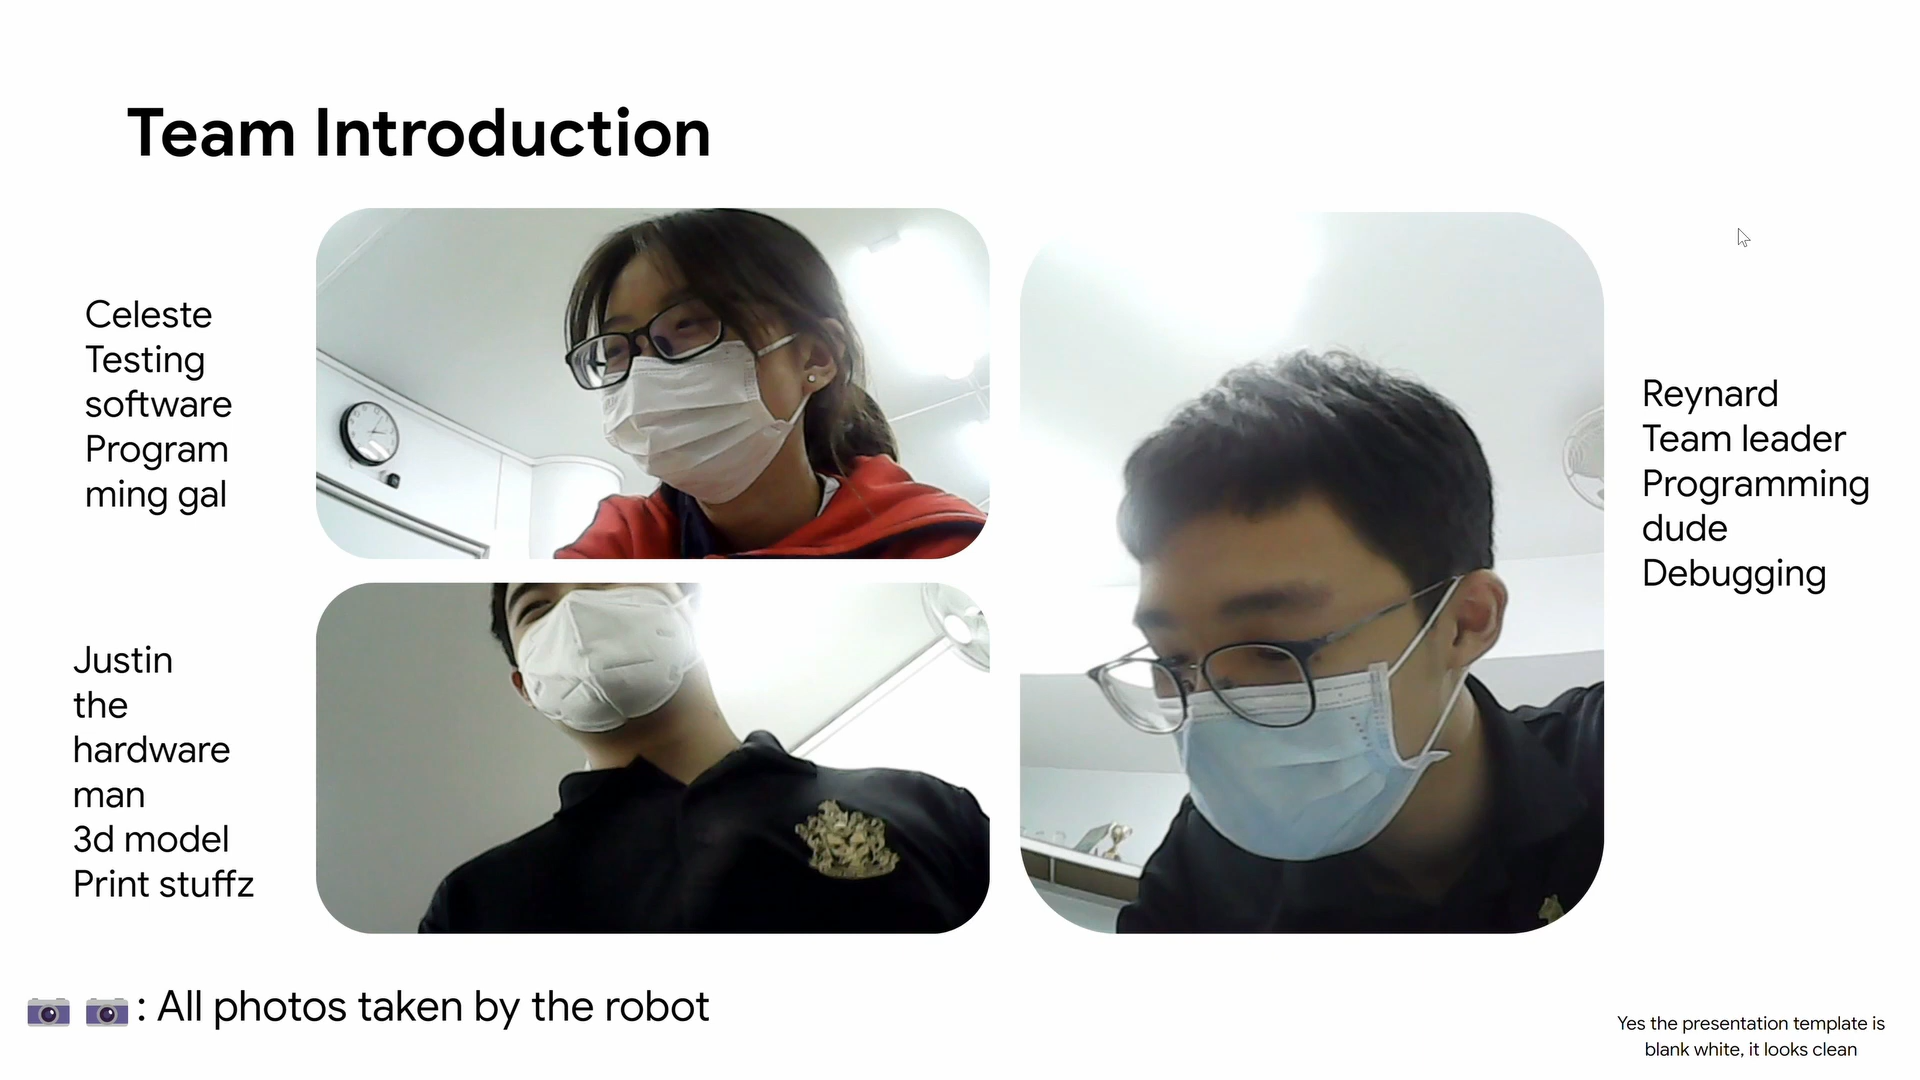 Team Introduction
Celeste
Testing
software
Program
ming gal
Justin
the
hardware
man
3d model
Print stuffz
Reynard
Team leader
Programming
dude
Debugging
: All photos taken by the robot
Yes the presentation template is
blank white, it looks clean